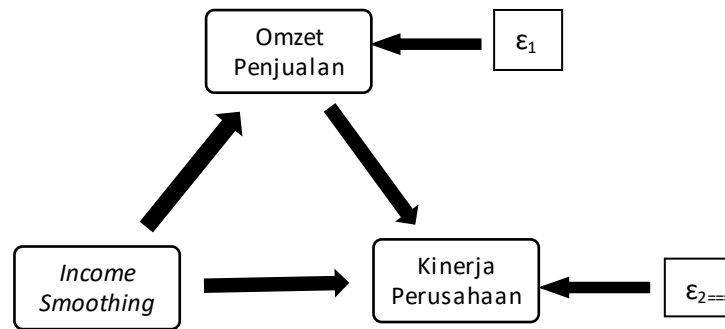 Omzet
Penjualan
ε1
Income
Smoothing
Kinerja
Perusahaan
ε2===